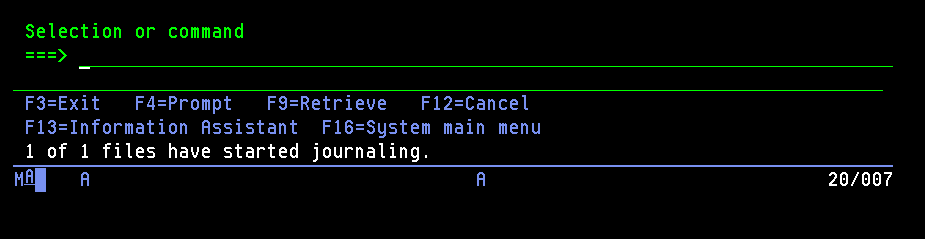 Selection or command
===>
F3=Exit   F4=Prompt   F9=Retrieve   F12=Cancel
F13=Information Assistant  F16=System main menu
1 of 1 files have started journaling.
MA    A    A    20/007